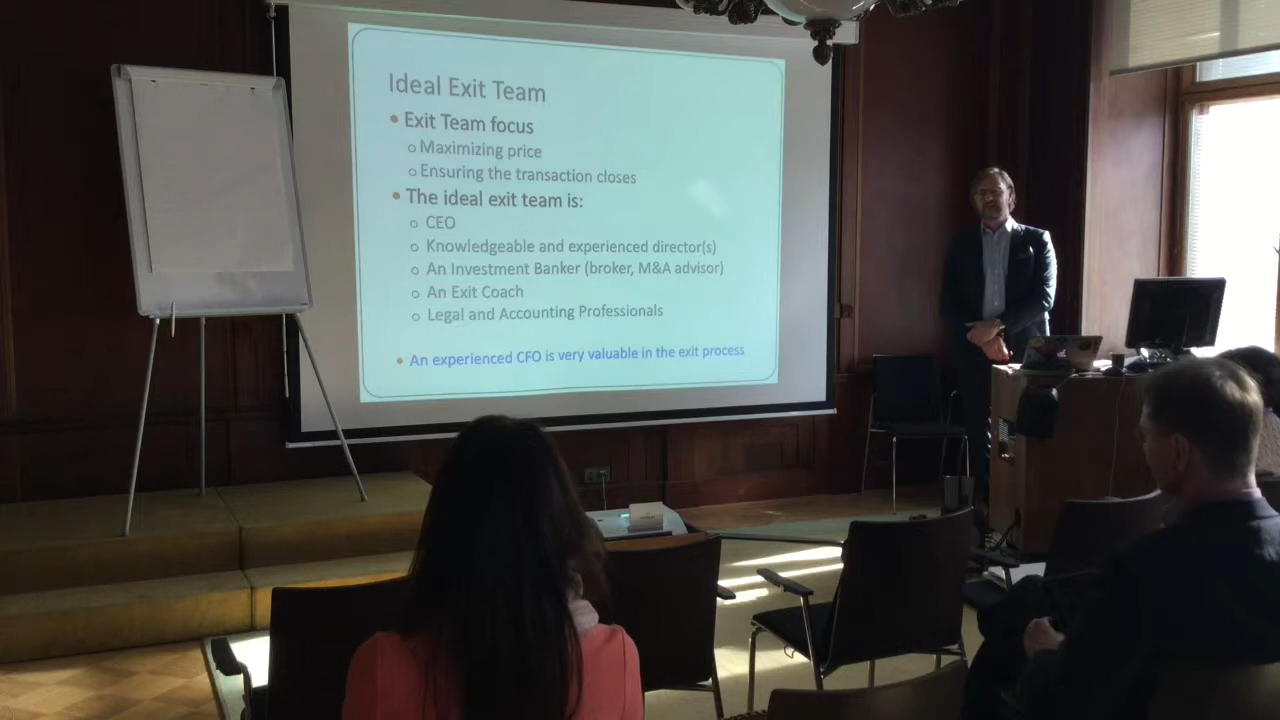 Ideal Exit Team
• Exit Team focus
o Maximizing price
o Ensuring the transaction closes
• The ideal exit team is:
o CEO
o Knowledgeable and experienced director(s)
o An Investment Banker (broker, M&A advisor)
o An Exit Coach
o Legal and Accounting Professionals
• An experienced CFO is very valuable in the exit process